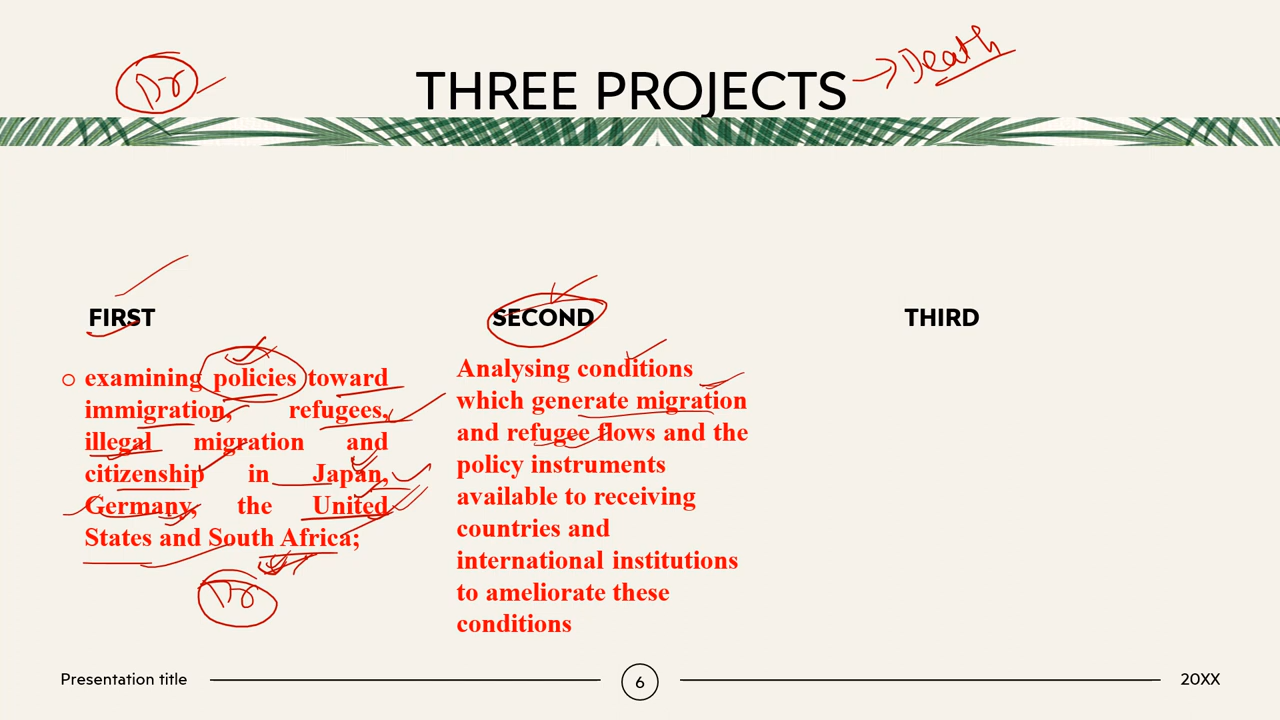 Dr
THREE PROJECTS
Death
FIRST
examining policies toward
immigration, refugees,
illegal migration and
citizenship in Japan,
Germany, the United
States and South Africa;
Dr
SECOND
Analysing conditions
which generate migration
and refugee flows and the
policy instruments
available to receiving
countries and
international institutions
to ameliorate these
conditions
THIRD
Presentation title
6
20XX